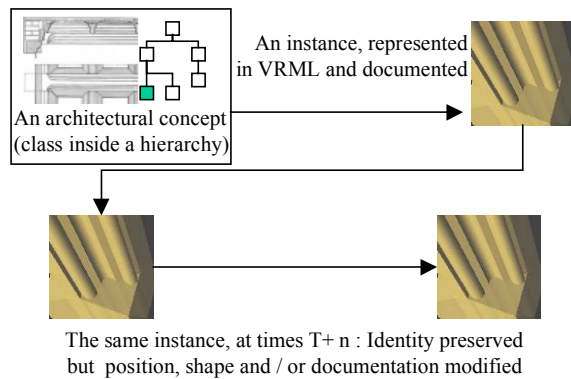 An instance, represented
in VRML and documented
An architectural concept
(class inside a hierarchy)
The same instance, at times T+ n : Identity preserved
but position, shape and / or documentation modified